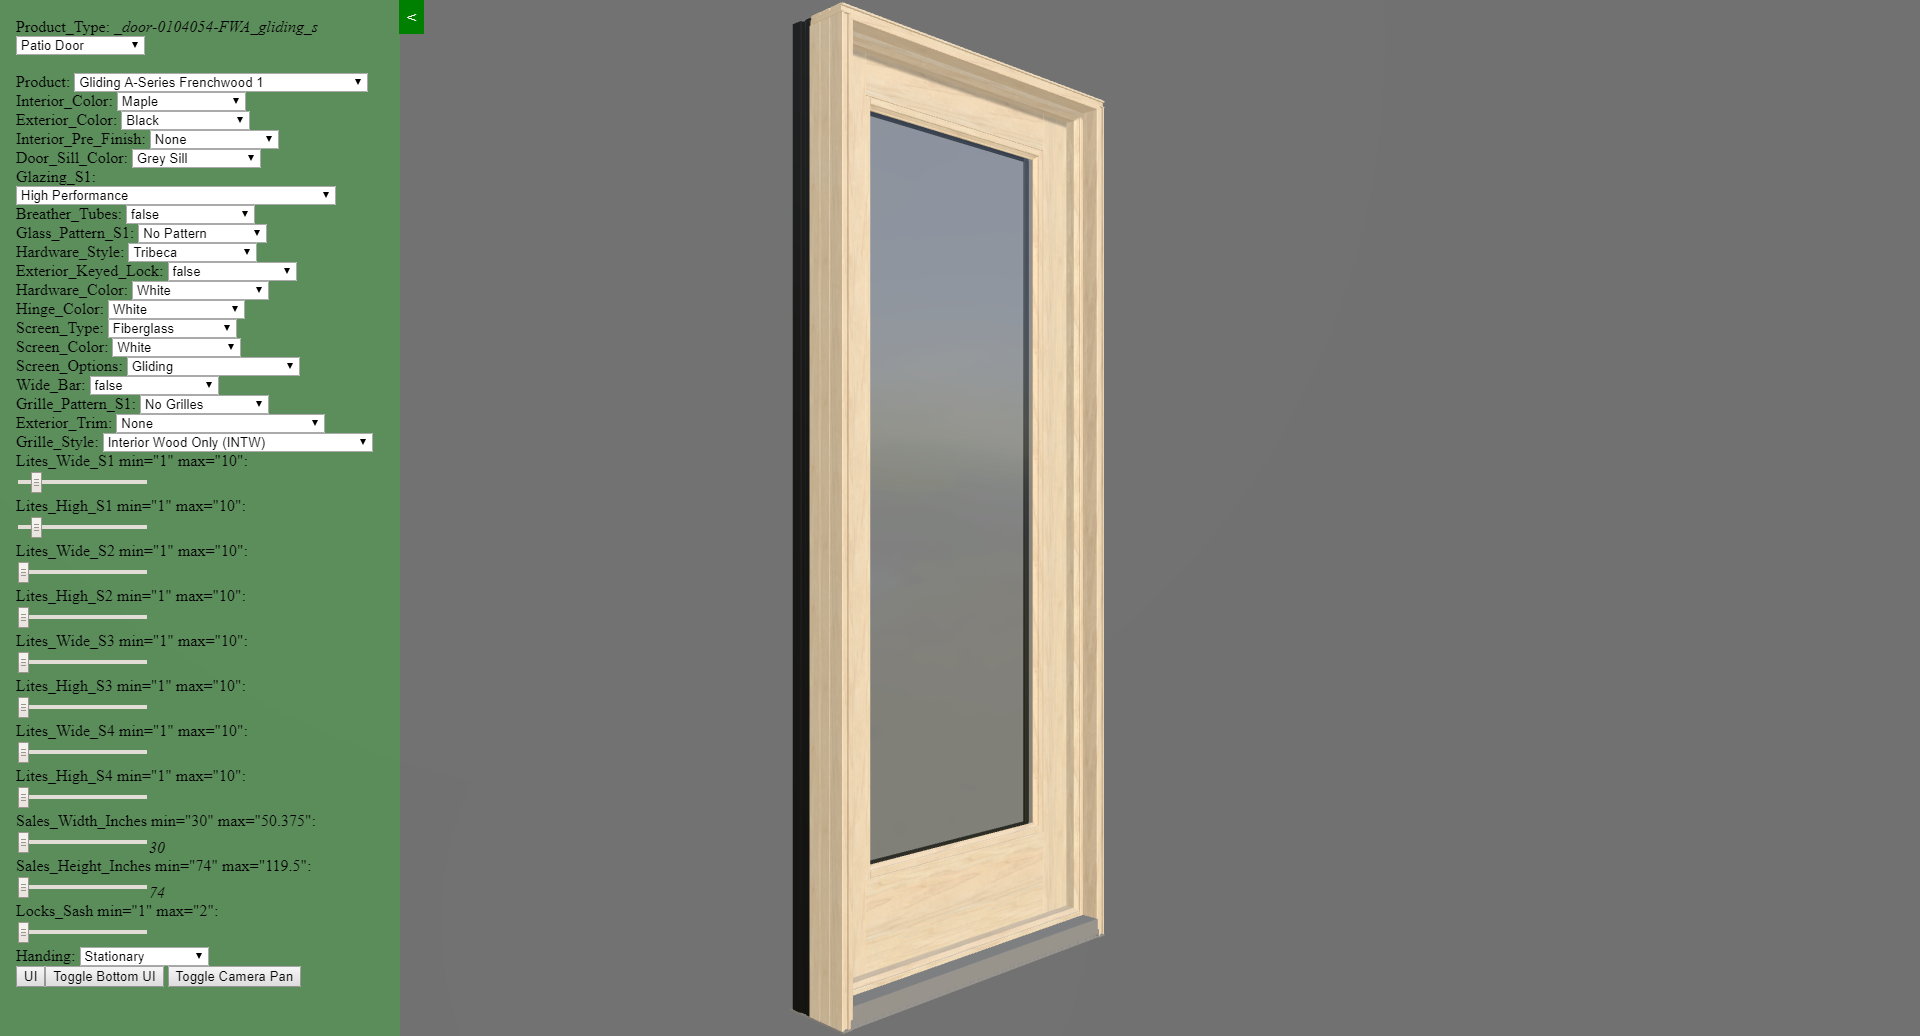 Product_Type: _door-0104054-FWA_gliding_s
Patio Door
<
Product: Gliding A-Series Frenchwood 1
Interior_Color: Maple
Exterior_Color: Black
Interior_Pre_Finish: None
Door_Sill_Color: Grey Sill
Glazing_S1:
High Performance
Breather_Tubes: false
Glass_Pattern_S1: No Pattern
Hardware_Style: Tribeca
Exterior_Keyed_Lock: false
Hardware_Color: White
Hinge_Color: White
Screen_Type: Fiberglass
Screen_Color: White
Screen_Options: Gliding
Wide_Bar: false
Grille_Pattern_S1: No Grilles
Exterior_Trim: None
Grille_Style: Interior Wood Only (INTW)
Lites_Wide_S1 min="1" max="10":
Lites_High_S1 min="1" max="10":
Lites_Wide_S2 min="1" max="10":
Lites_High_S2 min="1" max="10":
Lites_Wide_S3 min="1" max="10":
Lites_High_S3 min="1" max="10":
Lites_Wide_S4 min="1" max="10":
Lites_High_S4 min="1" max="10":
Sales_Width_Inches min="30" max="50.375":
30
Sales_Height_Inches min="74" max="119.5":
74
Locks_Sash min="1" max="2":
Handing: Stationary
UI Toggle Bottom UI Toggle Camera Pan